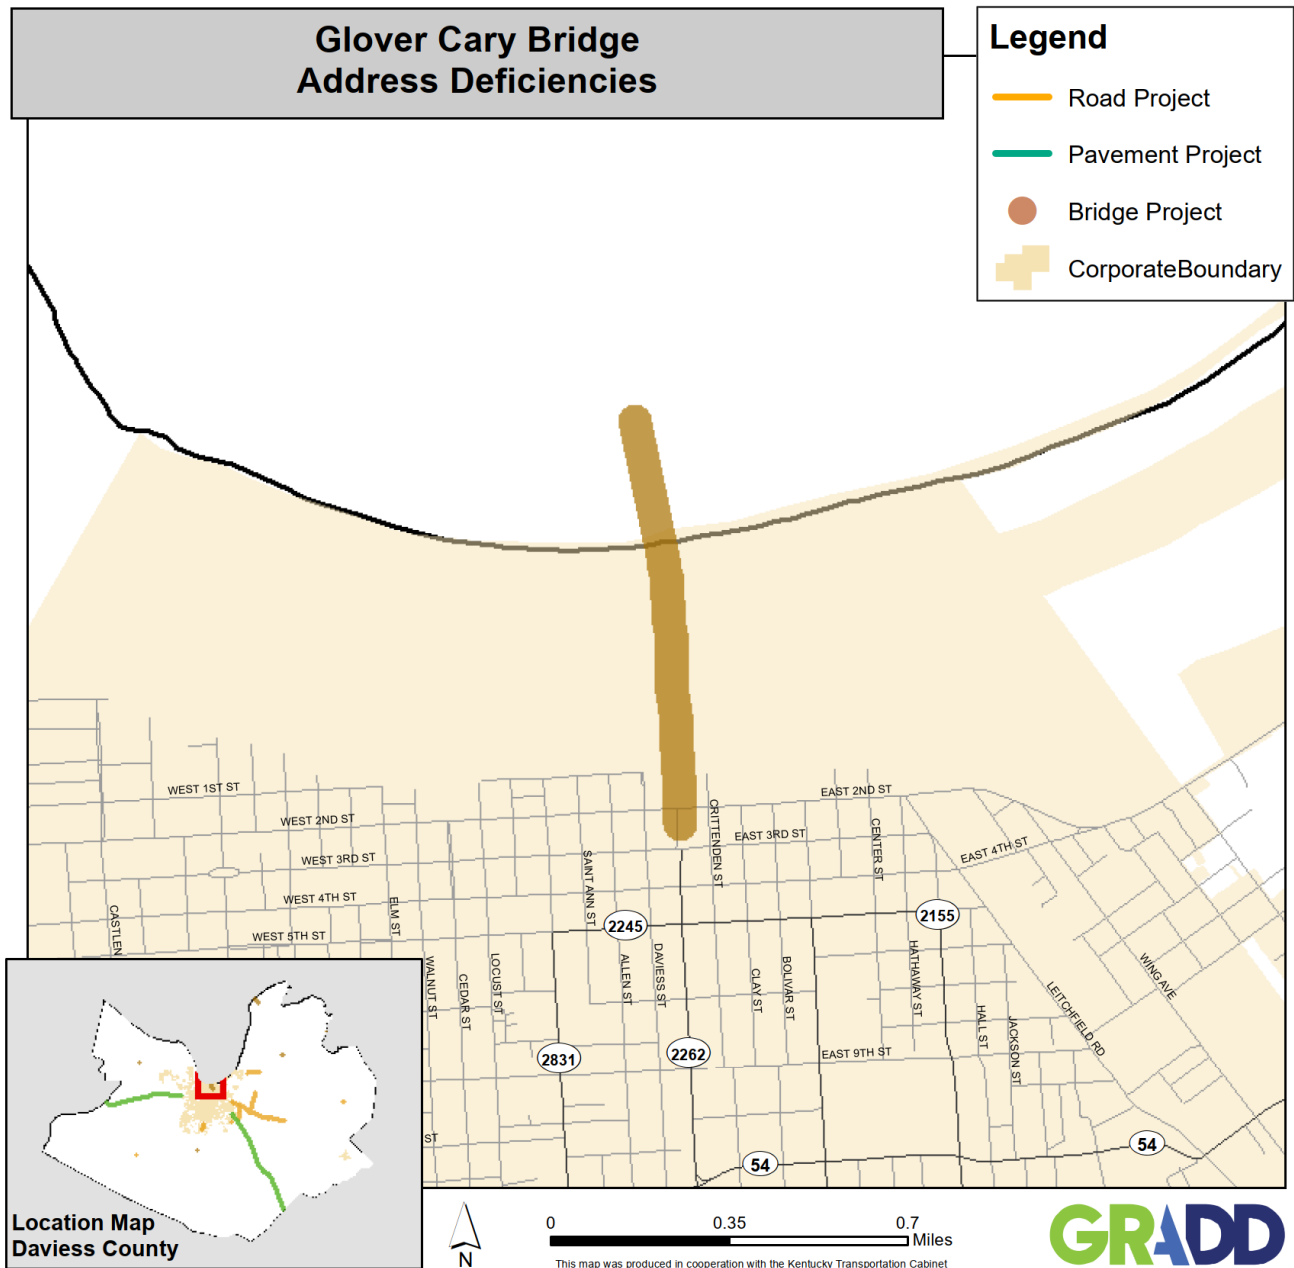 Glover Cary Bridge
Address Deficiencies
Legend
Road Project
Pavement Project
Bridge Project
CorporateBoundary
WEST 1ST ST
EAST 2ND ST
WEST 2ND ST
CRITTENDEN ST
EAST 3RD ST
CENTER ST
WEST 3RD ST
SAINT ANN ST
EAST 4TH ST
WEST 4TH ST
ELM ST
CASTLEN
2245
2155
WEST 5TH ST
WALNUT ST
CEDAR ST
LOCUST ST
ALLEN ST
DAVIESS ST
CLAY ST
BOLIVAR ST
HATHAWAY ST
WING AVE
LEITCHFIELD RD
HALL ST
JACKSON ST
2831
2262
EAST 9TH ST
ST
54
54
Location Map
Daviess County
N
0
0.35
0.7
Miles
This map was produced in cooperation with the Kentucky Transportation Cabinet
GRADD